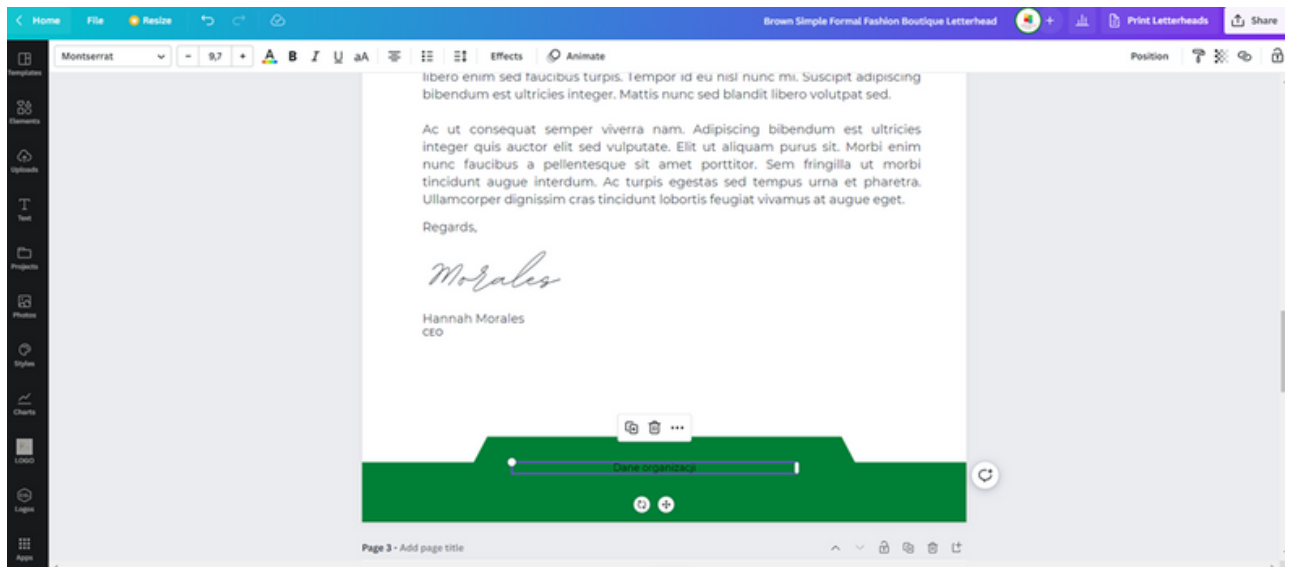 Home File Resize Brown Simple Formal Fashion Boutique Letterhead + Print Letterheads Share
Montserrat - 9,7 + A B I U aA Effects Animate Position
Templates
Elements
Uploads
Text
Projects
Photos
Styles
Charts
LOGO
Logos
Apps
libero enim sed faucibus turpis. Tempor id eu nisl nunc mi. Suscipit adipiscing
bibendum est ultricies integer. Mattis nunc sed blandit libero volutpat sed.
Ac ut consequat semper viverra nam. Adipiscing bibendum est ultricies
integer quis auctor elit sed vulputate. Elit ut aliquam purus sit. Morbi enim
nunc faucibus a pellentesque sit amet porttitor. Sem fringilla ut morbi
tincidunt augue interdum. Ac turpis egestas sed tempus urna et pharetra.
Ullamcorper dignissim cras tincidunt lobortis feugiat vivamus at augue eget.
Regards,
Morales
Hannah Morales
CEO
Dane organizacji
Page 3 - Add page title